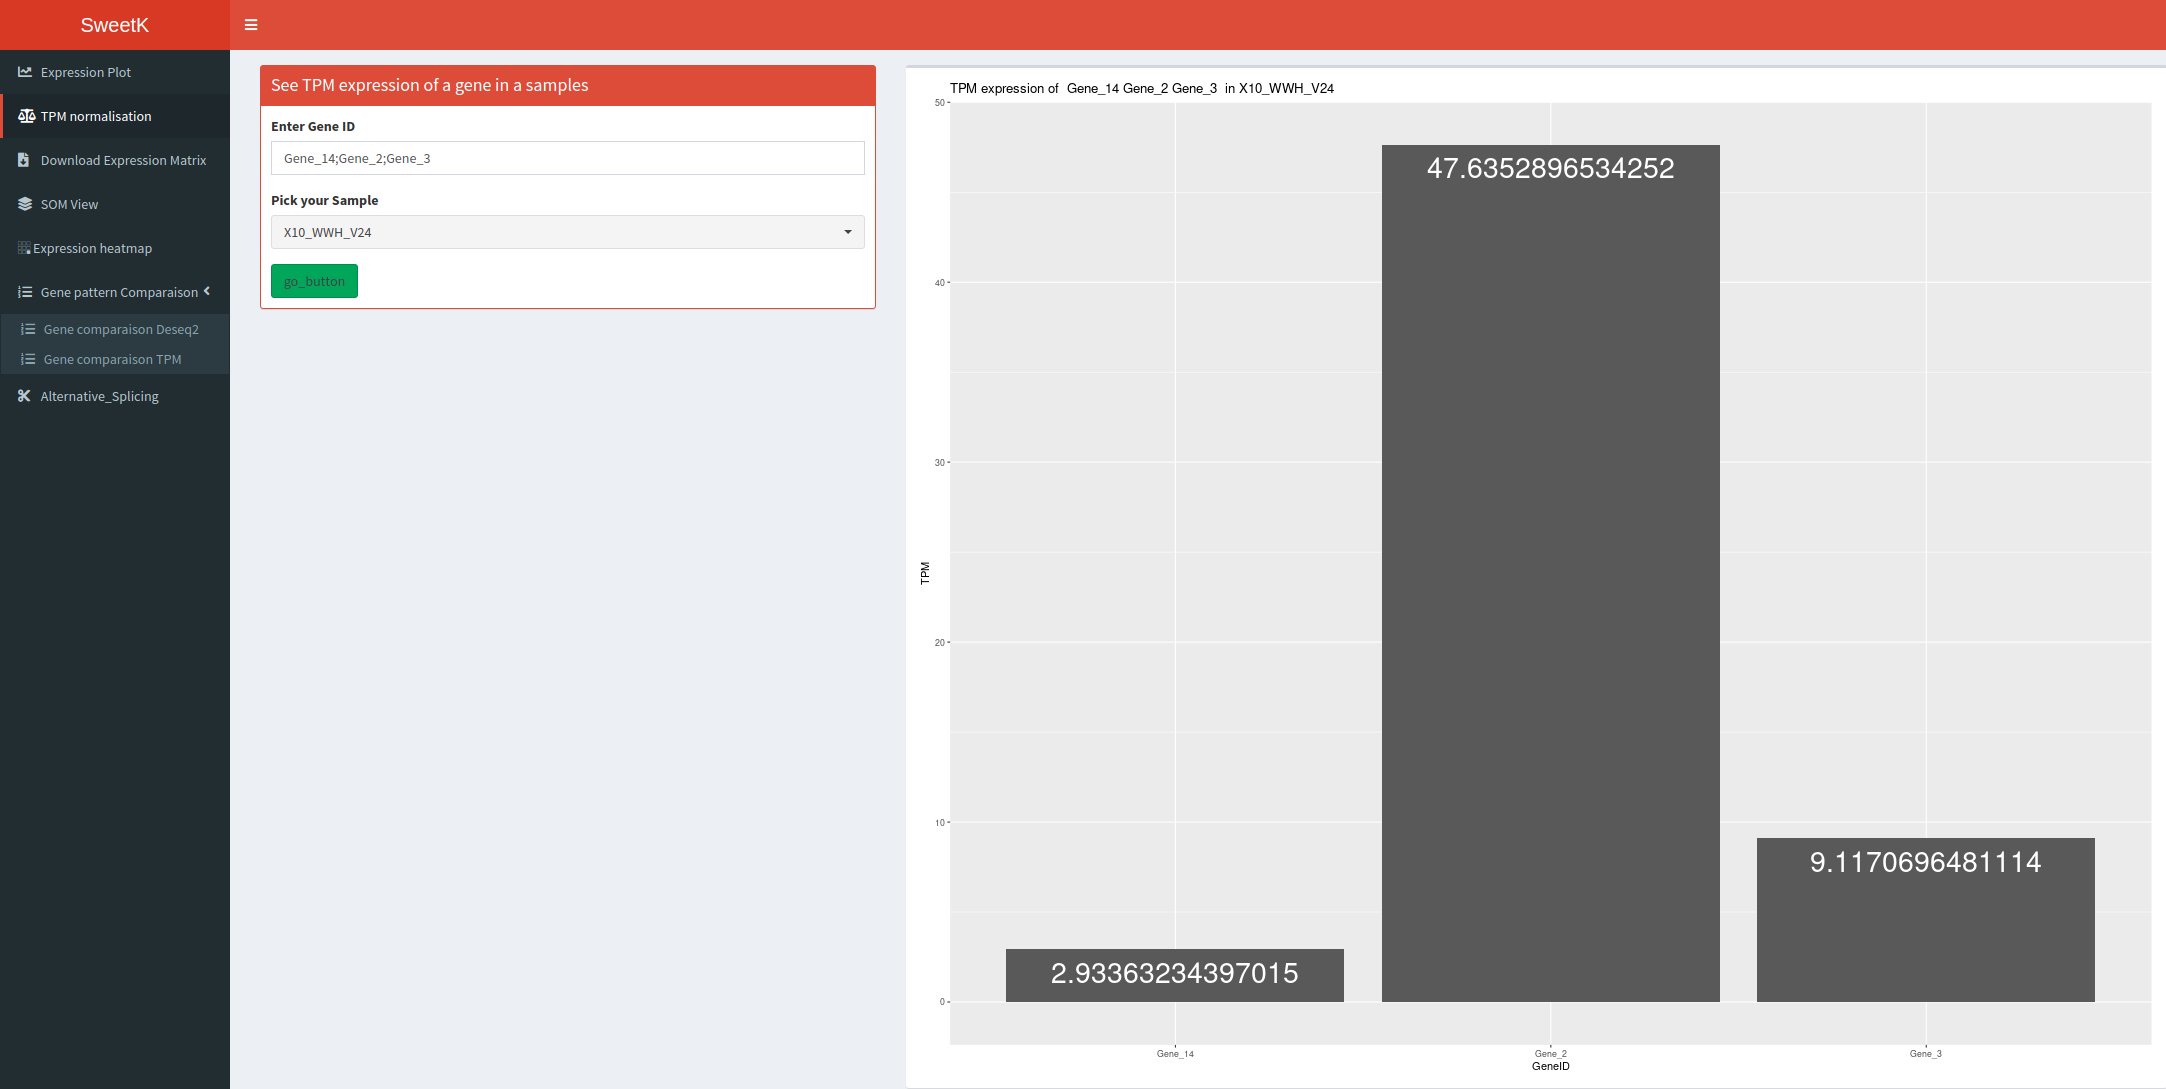 SweetK
Expression Plot
TPM normalisation
Download Expression Matrix
SOM View
Expression heatmap
Gene pattern Comparaison
Gene comparaison Deseq2
Gene comparaison TPM
Alternative_Splicing
See TPM expression of a gene in a samples
Enter Gene ID
Gene_14;Gene_2;Gene_3
Pick your Sample
X10_WWH_V24
go_button
TPM expression of  Gene_14 Gene_2 Gene_3  in X10_WWH_V24
50
40
30
20
10
0
TPM
47.6352896534252
9.1170696481114
2.93363234397015
Gene_14
Gene_2
Gene_3
GeneID